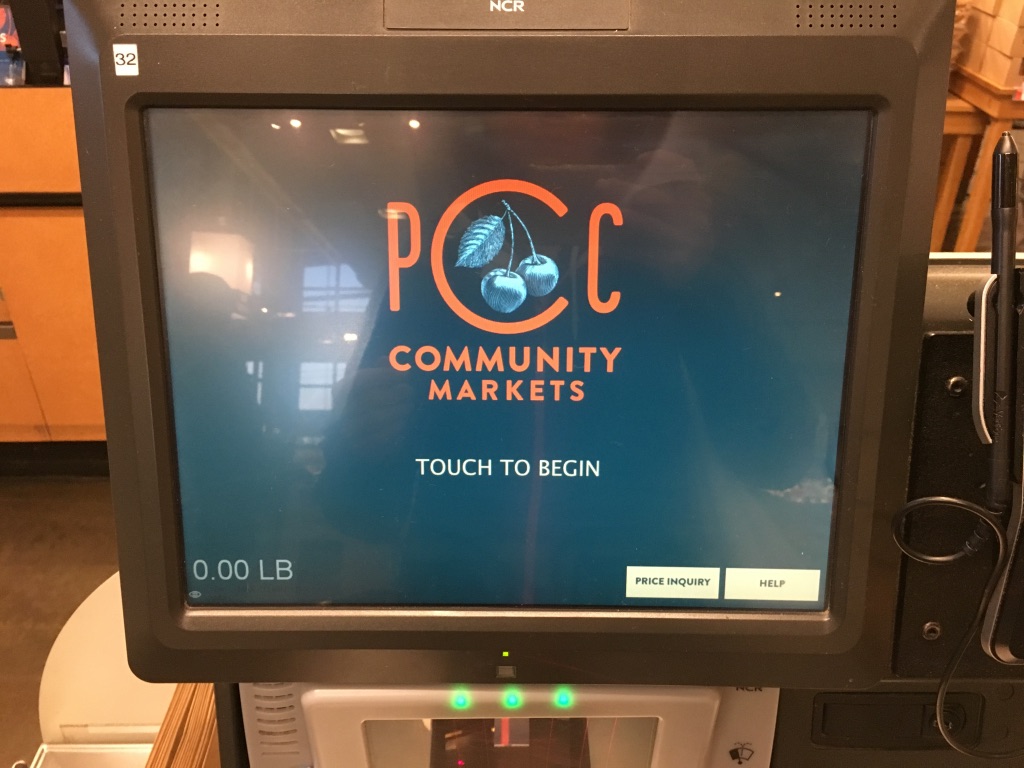 NCR
32
PCC
COMMUNITY
MARKETS
TOUCH TO BEGIN
0.00 LB
PRICE INQUIRY
HELP
NCR